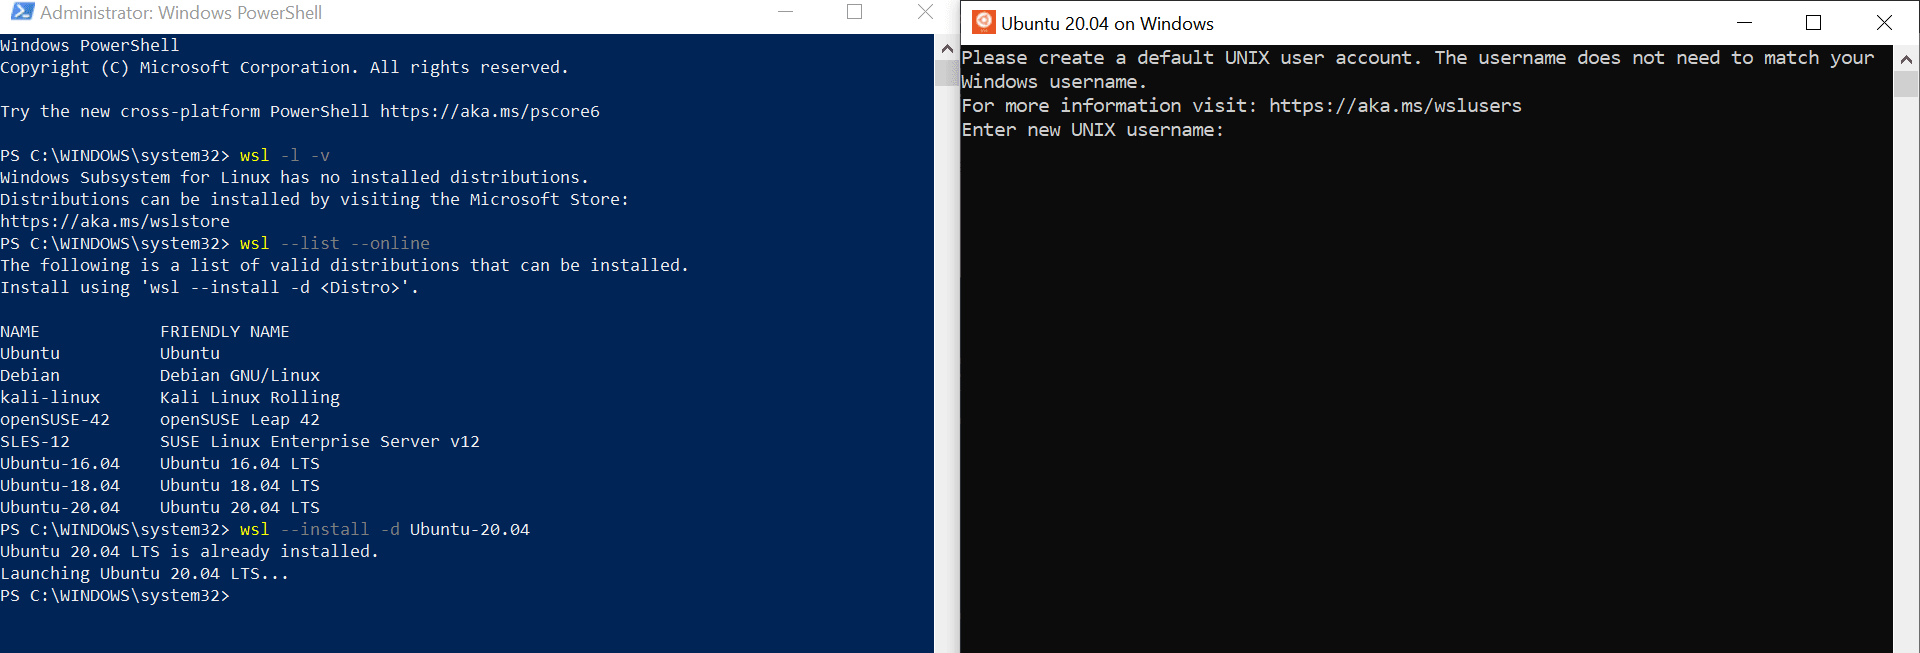 Administrator: Windows PowerShell
Windows PowerShell
Copyright (C) Microsoft Corporation. All rights reserved.
Try the new cross-platform PowerShell https://aka.ms/pscore6
PS C:\WINDOWS\system32> wsl -l -v
Windows Subsystem for Linux has no installed distributions.
Distributions can be installed by visiting the Microsoft Store:
https://aka.ms/wslstore
PS C:\WINDOWS\system32> wsl --list --online
The following is a list of valid distributions that can be installed.
Install using 'wsl --install -d <Distro>'.
NAME            FRIENDLY NAME
Ubuntu          Ubuntu
Debian          Debian GNU/Linux
kali-linux      Kali Linux Rolling
openSUSE-42     openSUSE Leap 42
SLES-12         SUSE Linux Enterprise Server v12
Ubuntu-16.04    Ubuntu 16.04 LTS
Ubuntu-18.04    Ubuntu 18.04 LTS
Ubuntu-20.04    Ubuntu 20.04 LTS
PS C:\WINDOWS\system32> wsl --install -d Ubuntu-20.04
Ubuntu 20.04 LTS is already installed.
Launching Ubuntu 20.04 LTS...
PS C:\WINDOWS\system32>
Ubuntu 20.04 on Windows
Please create a default UNIX user account. The username does not need to match your
Windows username.
For more information visit: https://aka.ms/wslusers
Enter new UNIX username: